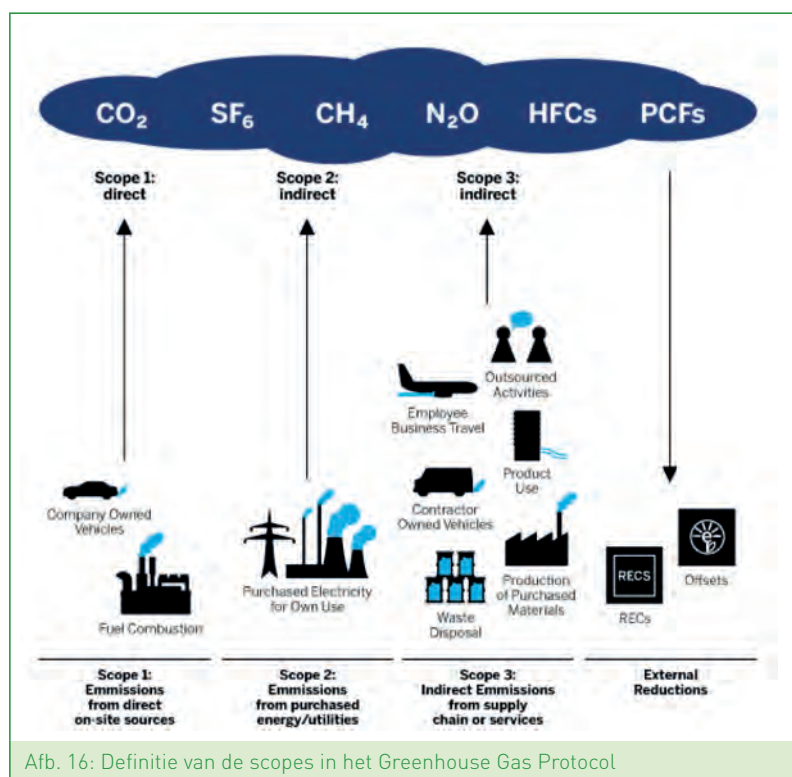 CO₂ SF₆ CH₄ N₂O HFCs PCFs
Scope 1:
direct
Scope 2:
indirect
Scope 3:
indirect
Company Owned
Vehicles
Fuel Combustion
Purchased Electricity
for Own Use
Outsourced
Activities
Employee
Business Travel
Product
Use
Contractor
Owned Vehicles
Production
of Purchased
Materials
Waste
Disposal
RECS
RECs
Offsets
Scope 1:
Emmissions
from direct
on-site sources
Scope 2:
Emmissions
from purchased
energy/utilities
Scope 3:
Indirect Emmissions
from supply
chain or services
External
Reductions
Afb. 16: Definitie van de scopes in het Greenhouse Gas Protocol